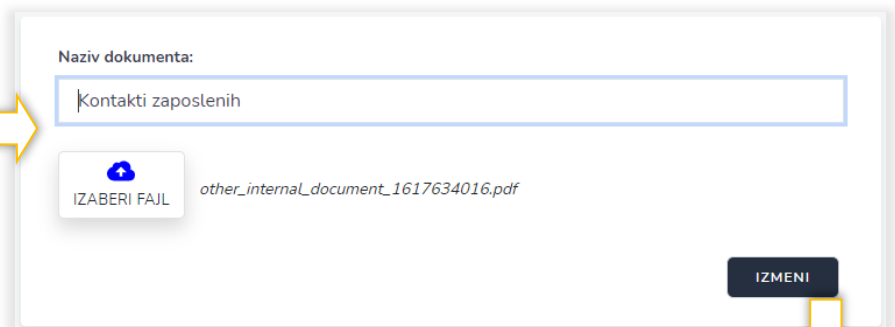 Naziv dokumenta:
Kontakti zaposlenih
IZABERI FAJL
other_internal_document_1617634016.pdf
IZMENI